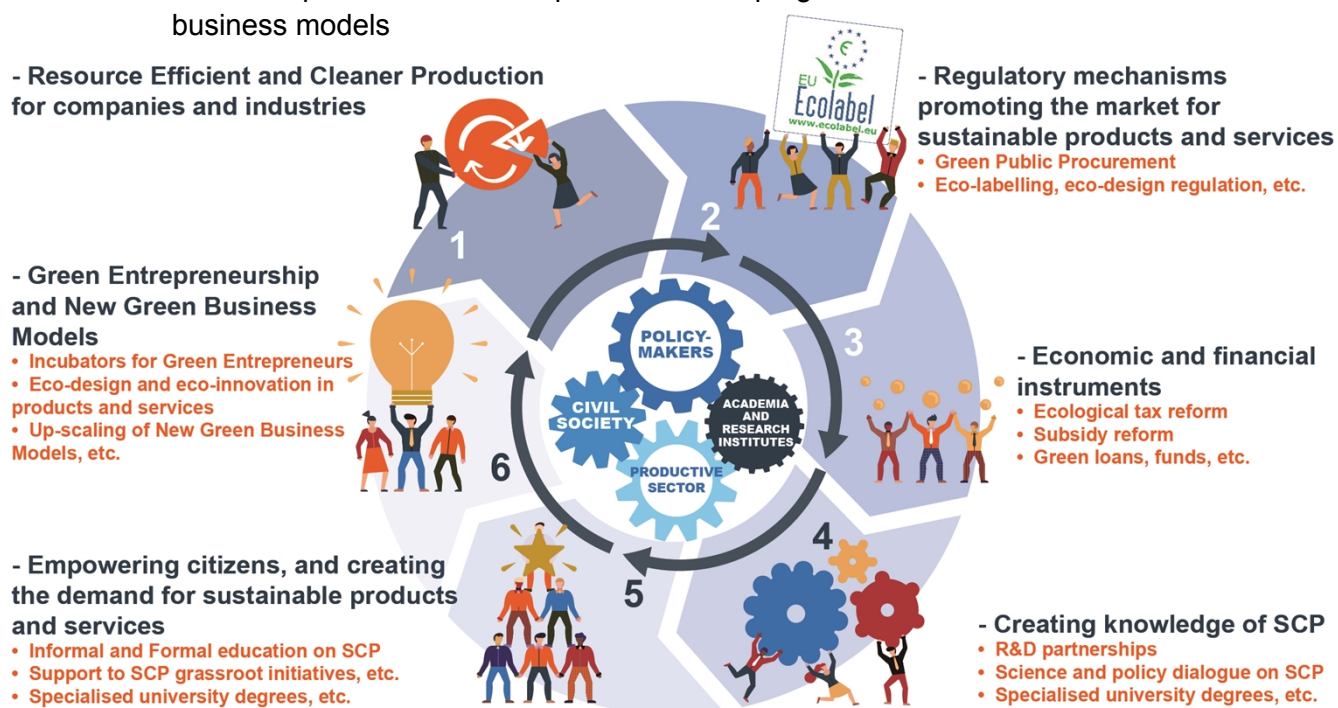 business models
- Resource Efficient and Cleaner Production
for companies and industries
EU
Ecolabel
www.ecolabel.eu
- Regulatory mechanisms
promoting the market for
sustainable products and services
• Green Public Procurement
• Eco-labelling, eco-design regulation, etc.
1
2
3
4
5
6
- Green Entrepreneurship
and New Green Business
Models
• Incubators for Green Entrepreneurs
• Eco-design and eco-innovation in
products and services
• Up-scaling of New Green Business
Models, etc.
POLICY-
MAKERS
CIVIL
SOCIETY
ACADEMIA
AND
RESEARCH
INSTITUTES
PRODUCTIVE
SECTOR
- Economic and financial
instruments
• Ecological tax reform
• Subsidy reform
• Green loans, funds, etc.
- Empowering citizens, and creating
the demand for sustainable products
and services
• Informal and Formal education on SCP
• Support to SCP grassroot initiatives, etc.
• Specialised university degrees, etc.
- Creating knowledge of SCP
• R&D partnerships
• Science and policy dialogue on SCP
• Specialised university degrees, etc.